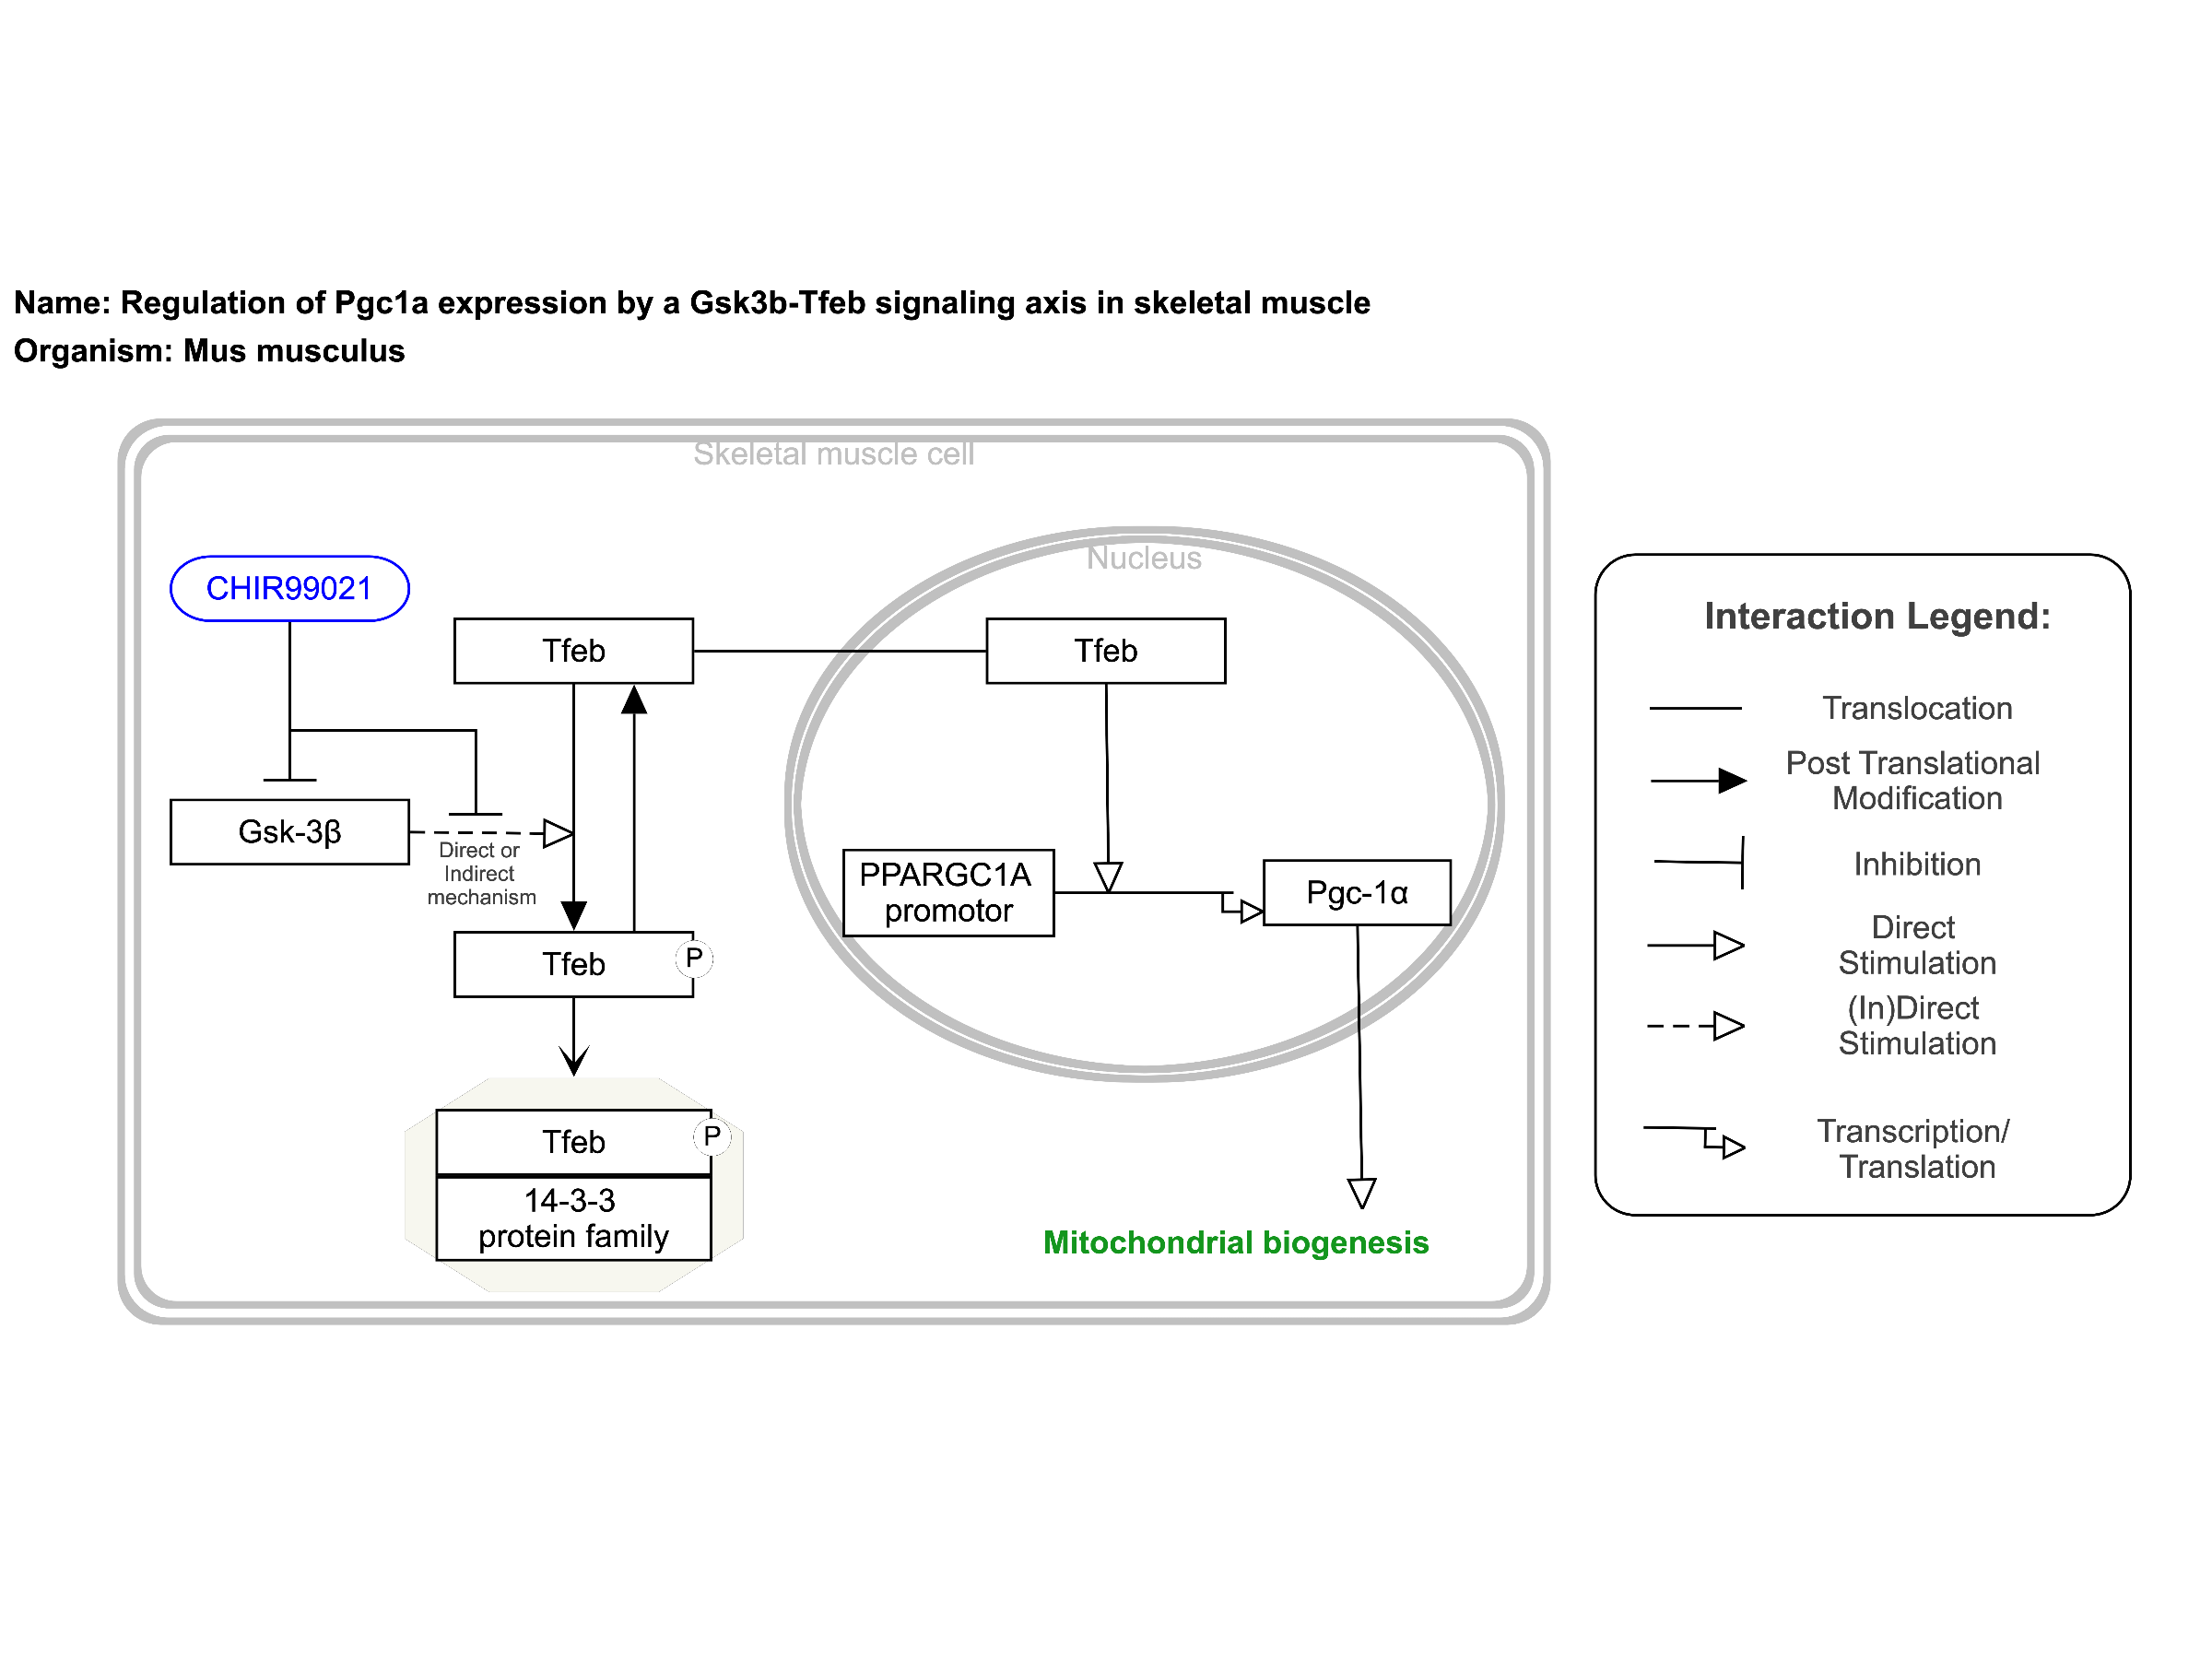 Name: Regulation of Pgc1a expression by a Gsk3b-Tfeb signaling axis in skeletal muscle
Organism: Mus musculus
Skeletal muscle cell
Nucleus
CHIR99021
Tfeb
Tfeb
Gsk-3β
Direct or
Indirect
mechanism
PPARGC1A
promotor
Pgc-1α
Tfeb
P
Tfeb
P
14-3-3
protein family
Mitochondrial biogenesis
Interaction Legend:
Translocation
Post Translational
Modification
Inhibition
Direct
Stimulation
(In)Direct
Stimulation
Transcription/
Translation